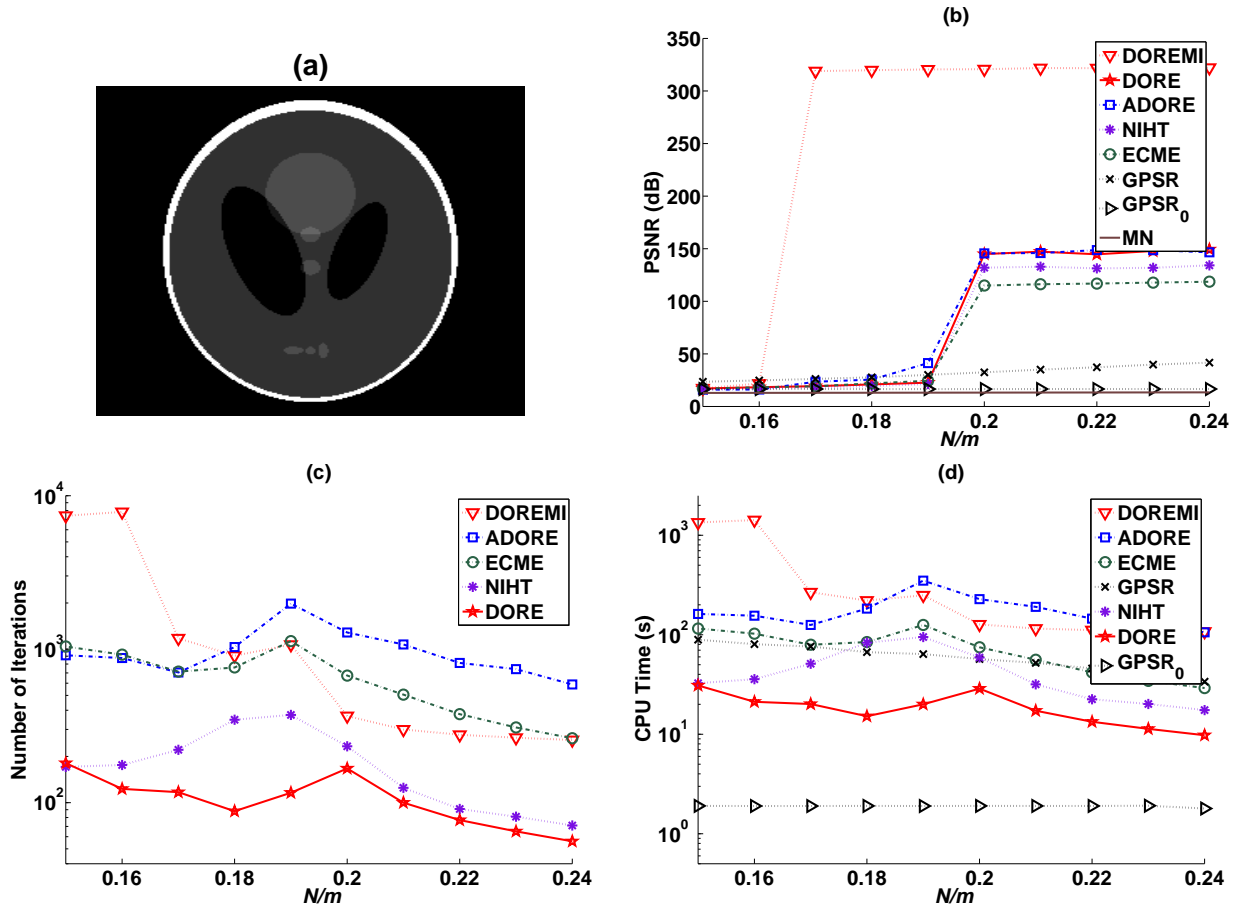 (a)
(b)
350
300
250
200
150
100
50
0
PSNR (dB)
0.16
0.18
0.2
0.22
0.24
N/m
DOREMI
DORE
ADORE
NIHT
ECME
GPSR
GPSR0
MN
(c)
10^4
10^3
10^2
Number of Iterations
0.16
0.18
0.2
0.22
0.24
N/m
DOREMI
ADORE
ECME
NIHT
DORE
(d)
10^3
10^2
10^1
10^0
CPU Time (s)
0.16
0.18
0.2
0.22
0.24
N/m
DOREMI
ADORE
ECME
GPSR
NIHT
DORE
GPSR0